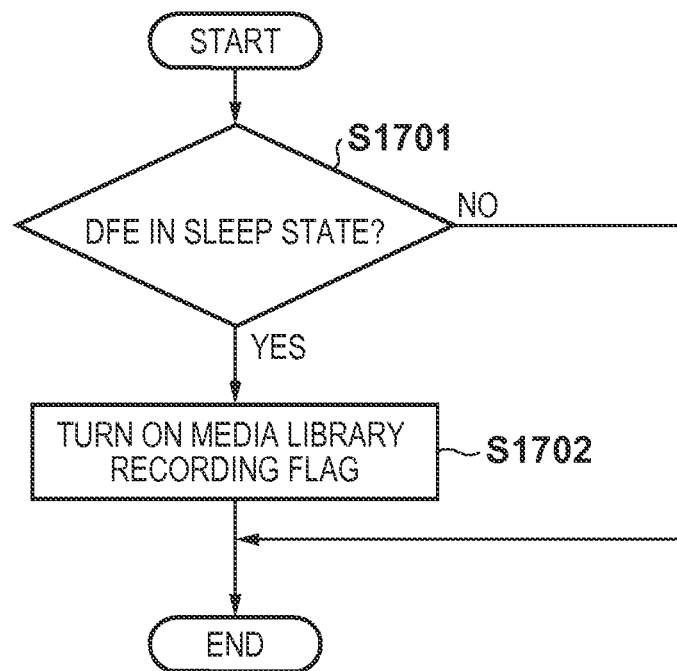 START
S1701
DFE IN SLEEP STATE?
NO
YES
TURN ON MEDIA LIBRARY
RECORDING FLAG
S1702
END